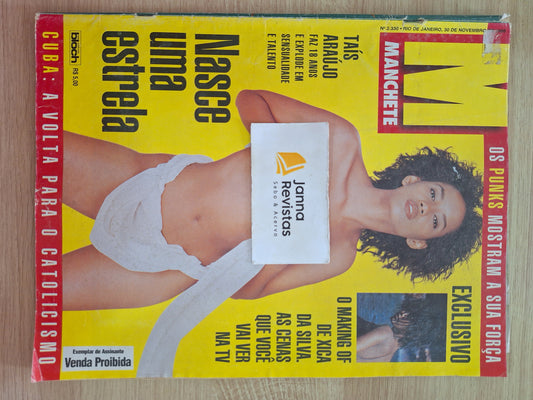 Nº 2.330 • RIO DE JANEIRO, 30 DE NOVEMBRO
M
MANCHETE
OS PUNKS MOSTRAM A SUA FORÇA
TAÍS
ARAÚJO
FAZ 18 ANOS
E EXPLODE EM
SENSUALIDADE
E TALENTO
Nasce
uma
estrela
Janna
Revistas
Sebo & Acervo
EXCLUSIVO
O MAKING OF
DE XICA
DA SILVA.
AS CENAS
QUE VOCÊ
VAI VER
NA TV
bloch
R$ 5,00
Exemplar de Assinante
Venda Proibida
CUBA: A VOLTA PARA O CATOLICISMO